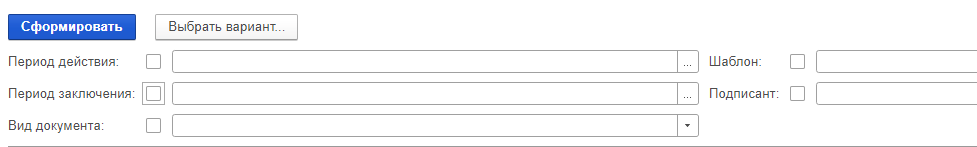 Сформировать Выбрать вариант...
Период действия: ... Шаблон:
Период заключения: ... Подписант:
Вид документа: